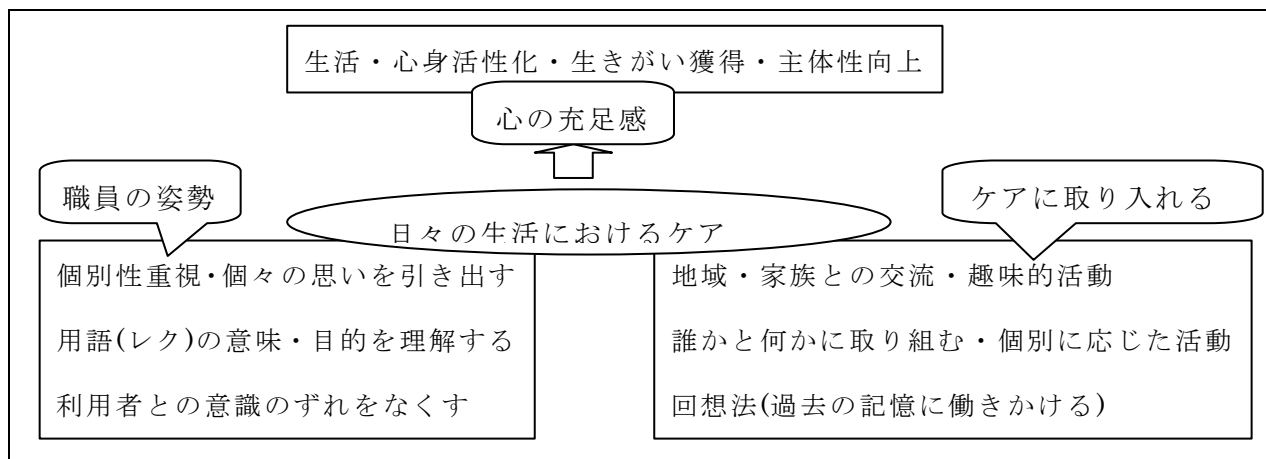 生活・心身活性化・生きがい獲得・主体性向上
心の充足感
職員の姿勢
ケアに取り入れる
日々の生活におけるケア
個別性重視・個々の思いを引き出す
用語(レク)の意味・目的を理解する
利用者との意識のずれをなくす
地域・家族との交流・趣味的活動
誰かと何かに取り組む・個別に応じた活動
回想法(過去の記憶に働きかける)